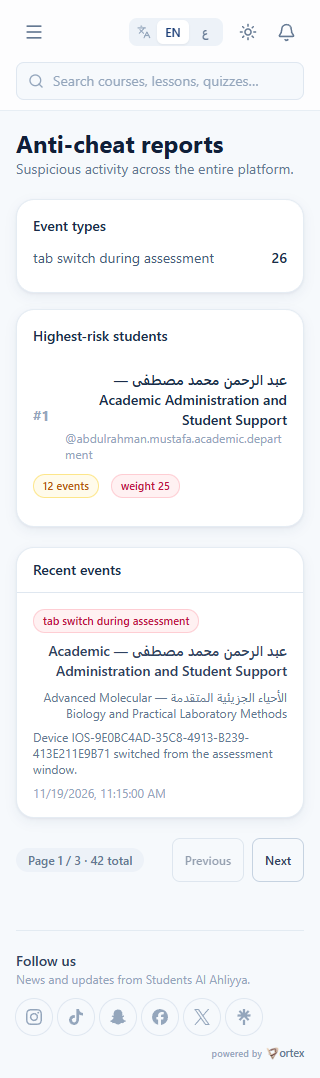 EN
ع
Search courses, lessons, quizzes...
Anti-cheat reports
Suspicious activity across the entire platform.
Event types
tab switch during assessment 26
Highest-risk students
عبد الرحمن محمد مصطفى —
Academic Administration and
Student Support
#1
@abdulrahman.mustafa.academic.depart
ment
12 events weight 25
Recent events
tab switch during assessment
عبد الرحمن محمد مصطفى — Academic
Administration and Student Support
الأحياء الجزيئية المتقدمة — Advanced Molecular
Biology and Practical Laboratory Methods
Device IOS-9E0BC4AD-35C8-4913-B239-
413E211E9B71 switched from the assessment
window.
11/19/2026, 11:15:00 AM
Page 1 / 3 · 42 total Previous Next
Follow us
News and updates from Students Al Ahliyya.
powered by ortex